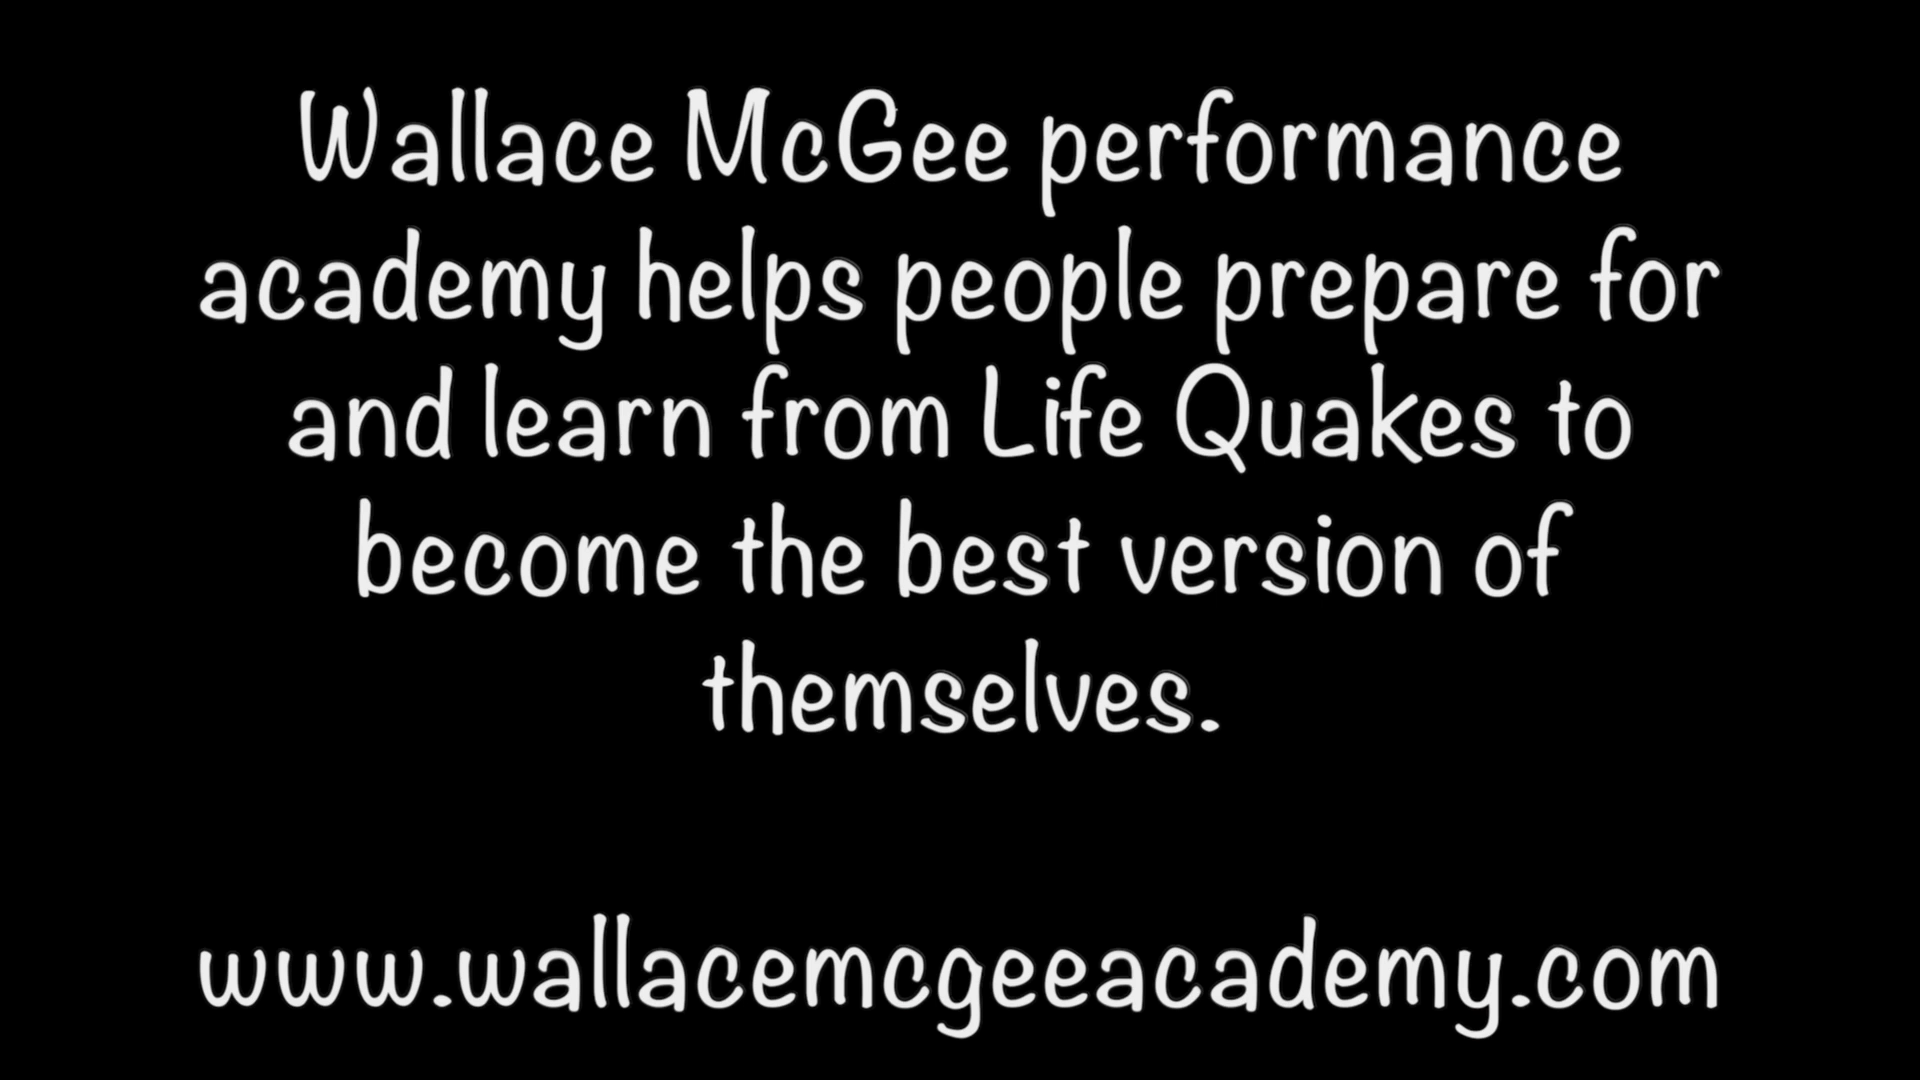 Wallace McGee performance
academy helps people prepare for
and learn from Life Quakes to
become the best version of
themselves.
www.wallacemcgeeacademy.com